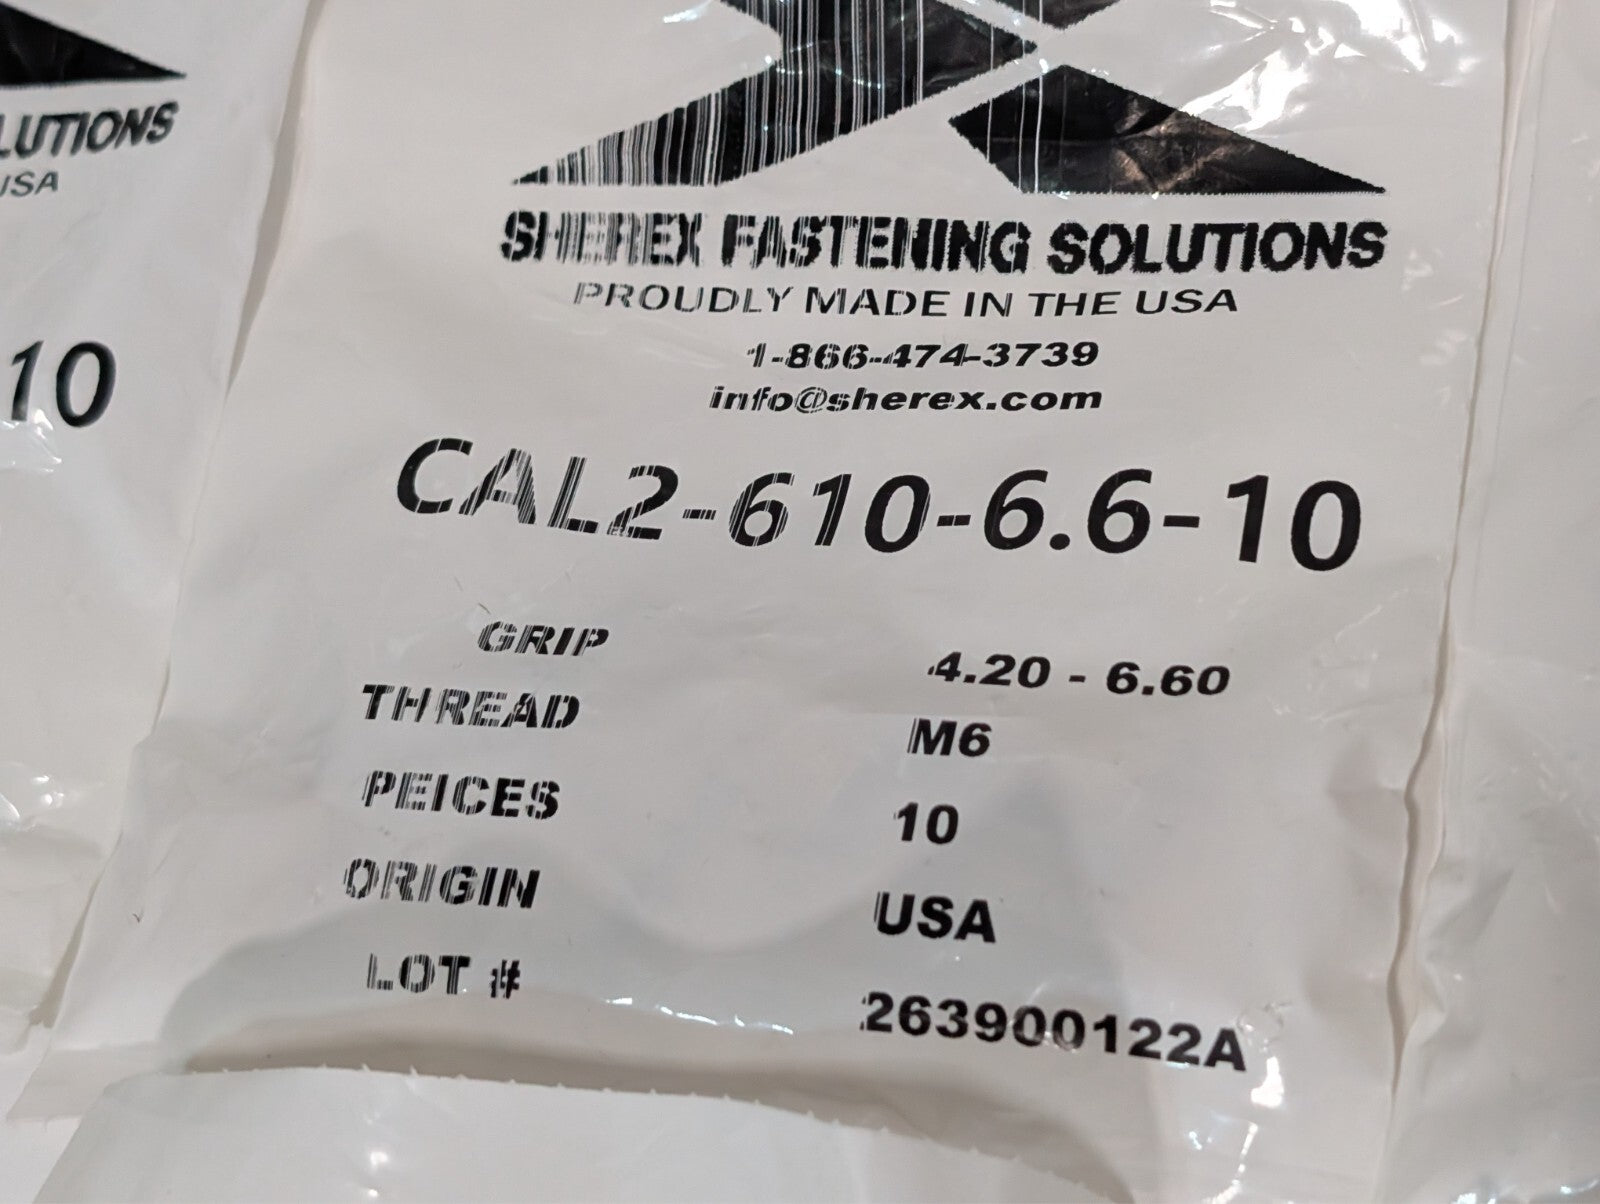 LUTIONS
USA
10
SHEREX FASTENING SOLUTIONS
PROUDLY MADE IN THE USA
1-866-474-3739
info@sherex.com
CAL2-610-6.6-10
GRIP 4.20 - 6.60
THREAD M6
PEICES 10
ORIGIN USA
LOT # 263900122A